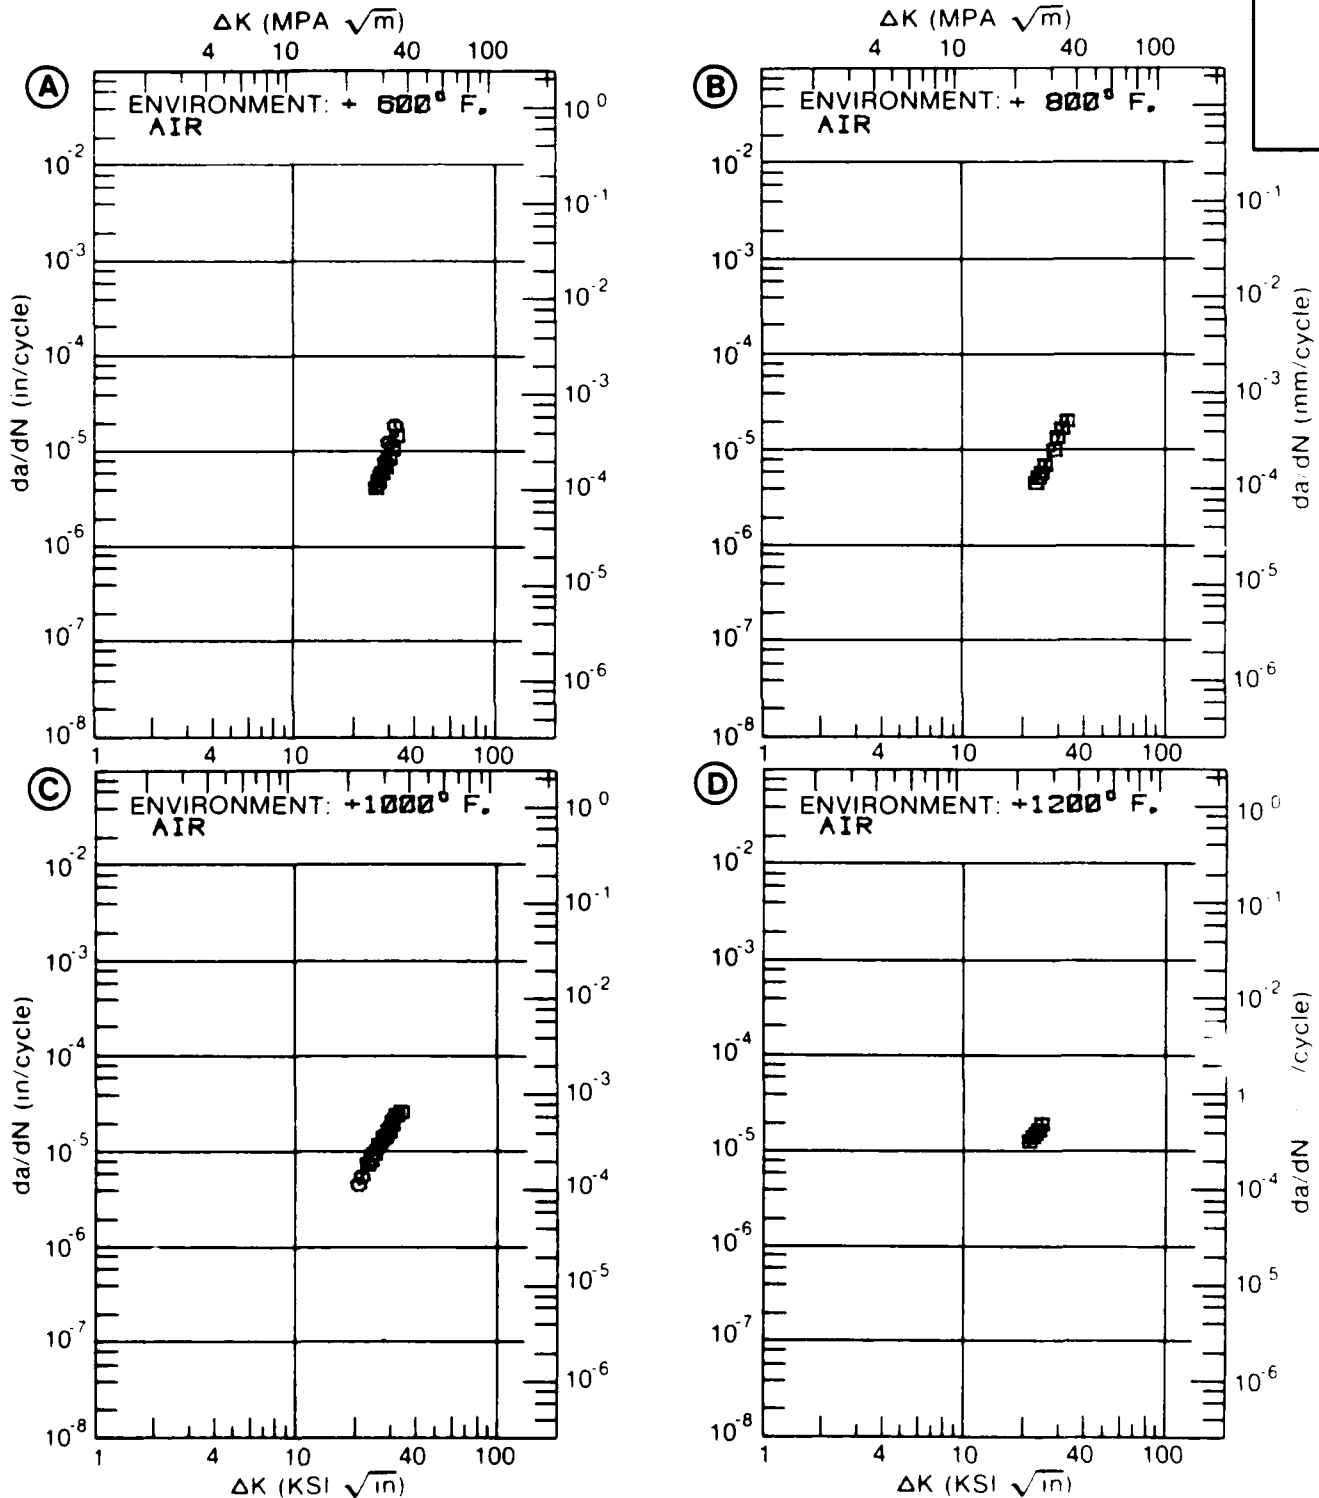 ΔK (MPA √m)
4 10 40 100
A
ENVIRONMENT: + 600° F.
AIR
10^0
10^-2
10^-1
10^-3
10^-2
10^-4
10^-3
10^-5
10^-4
10^-6
10^-5
10^-7
10^-6
10^-8
1 4 10 40 100
da/dN (in/cycle)
ΔK (MPA √m)
4 10 40 100
B
ENVIRONMENT: + 800° F.
AIR
10^-2
10^-1
10^-3
10^-2
10^-4
10^-3
10^-5
10^-4
10^-6
10^-5
10^-7
10^-6
10^-8
1 4 10 40 100
da/dN (mm/cycle)
C
ENVIRONMENT: +1000° F.
AIR
10^0
10^-2
10^-1
10^-3
10^-2
10^-4
10^-3
10^-5
10^-4
10^-6
10^-5
10^-7
10^-6
10^-8
1 4 10 40 100
da/dN (in/cycle)
ΔK (KSI √in)
D
ENVIRONMENT: +1200° F.
AIR
10^0
10^-2
10^-1
10^-3
10^-2
10^-4
1
10^-5
10^-4
10^-6
10^-5
10^-7
10^-6
10^-8
1 4 10 40 100
da/dN /cycle)
ΔK (KSI √in)